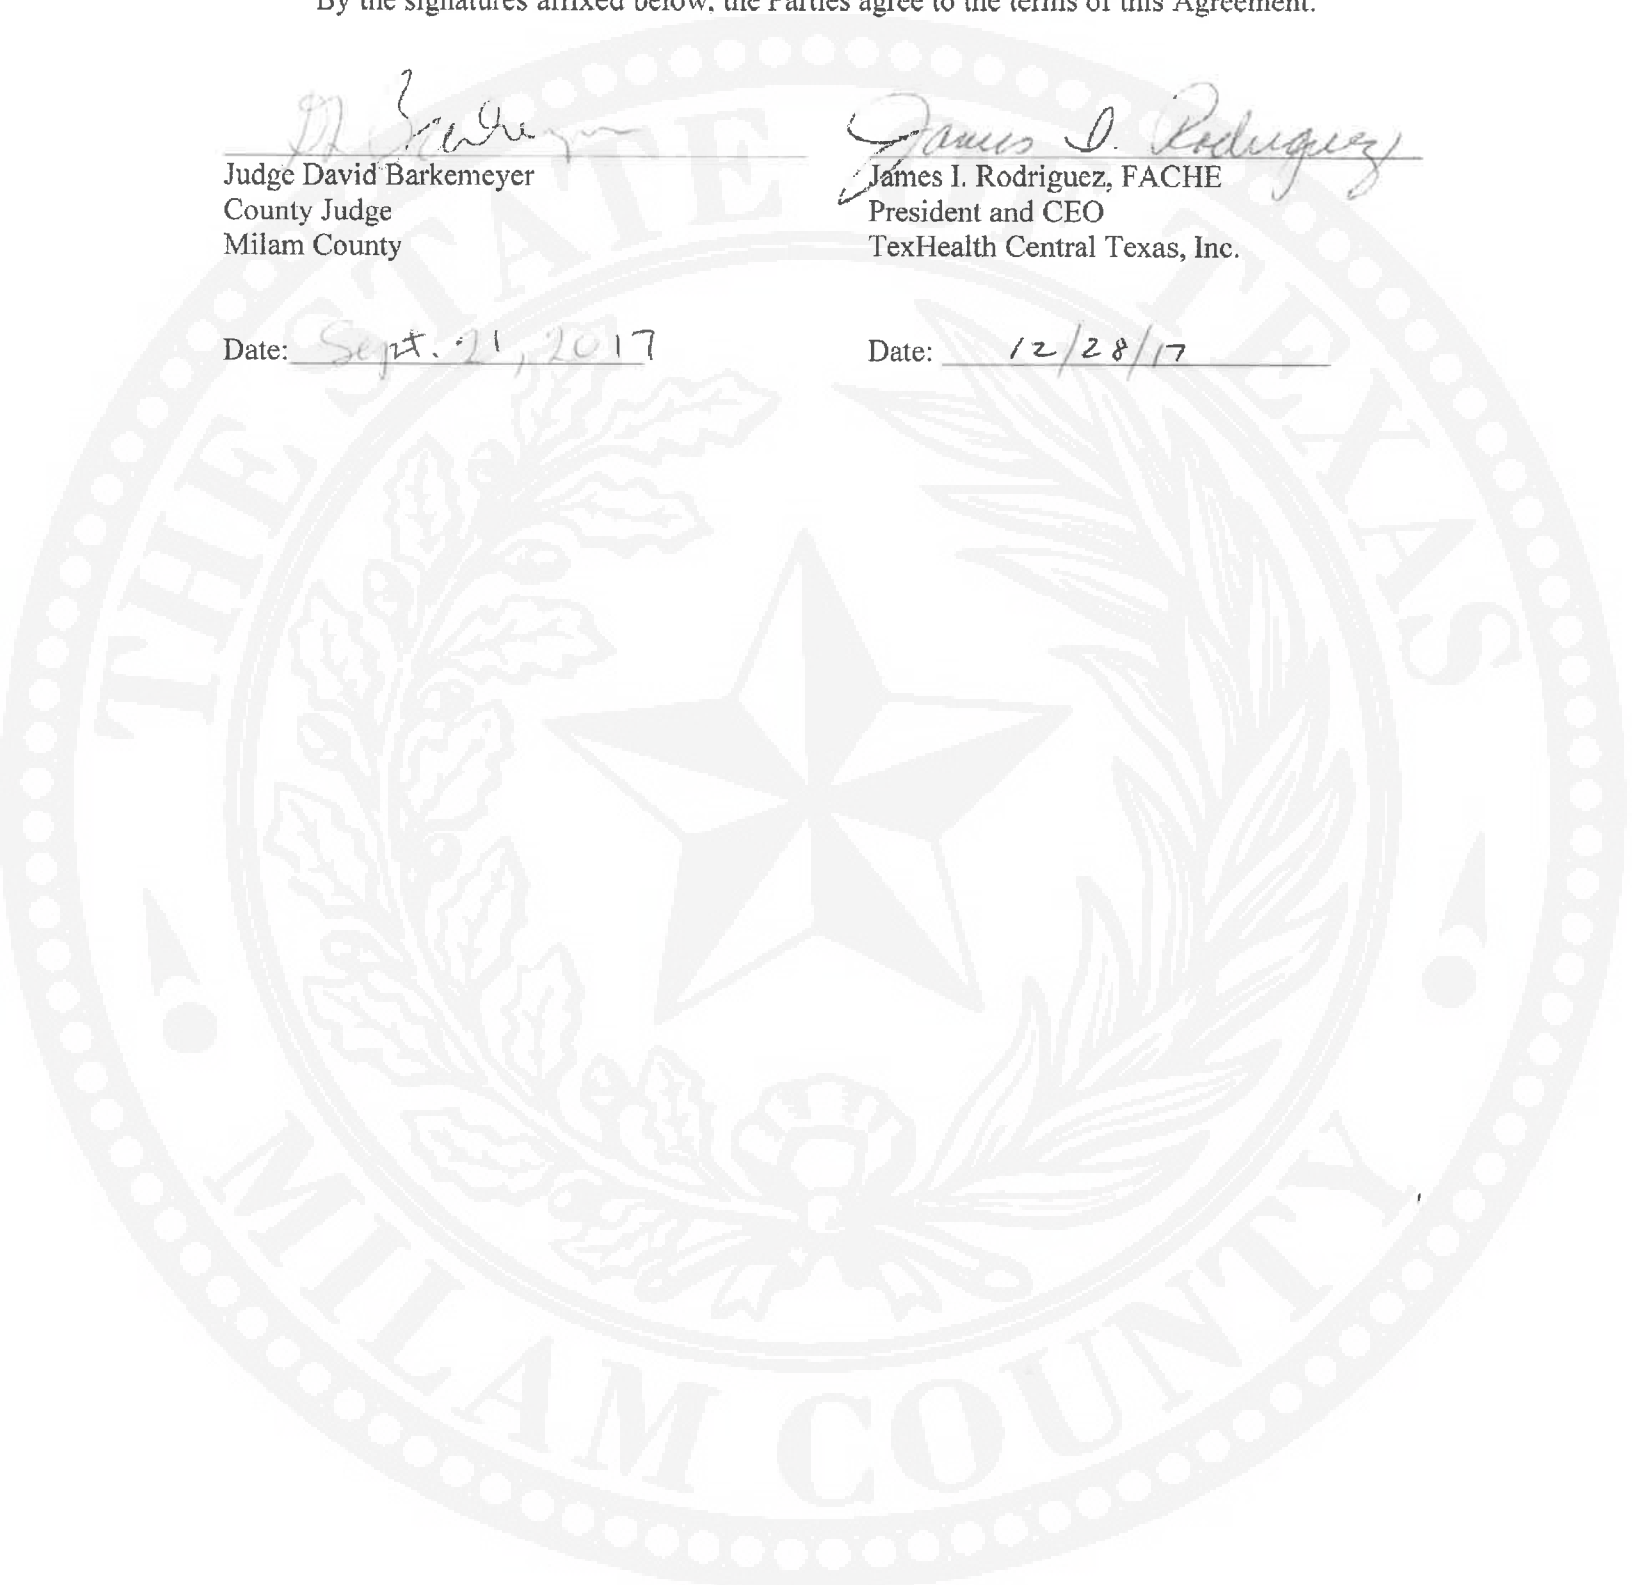 By the signatures affixed below, the Parties agree to the terms of this Agreement.
Judge David Barkemeyer
County Judge
Milam County
Date: Sept. 21, 2017
James I. Rodriguez
James I. Rodriguez, FACHE
President and CEO
TexHealth Central Texas, Inc.
Date: 12/28/17
THE STATE OF TEXAS
MILAM COUNTY